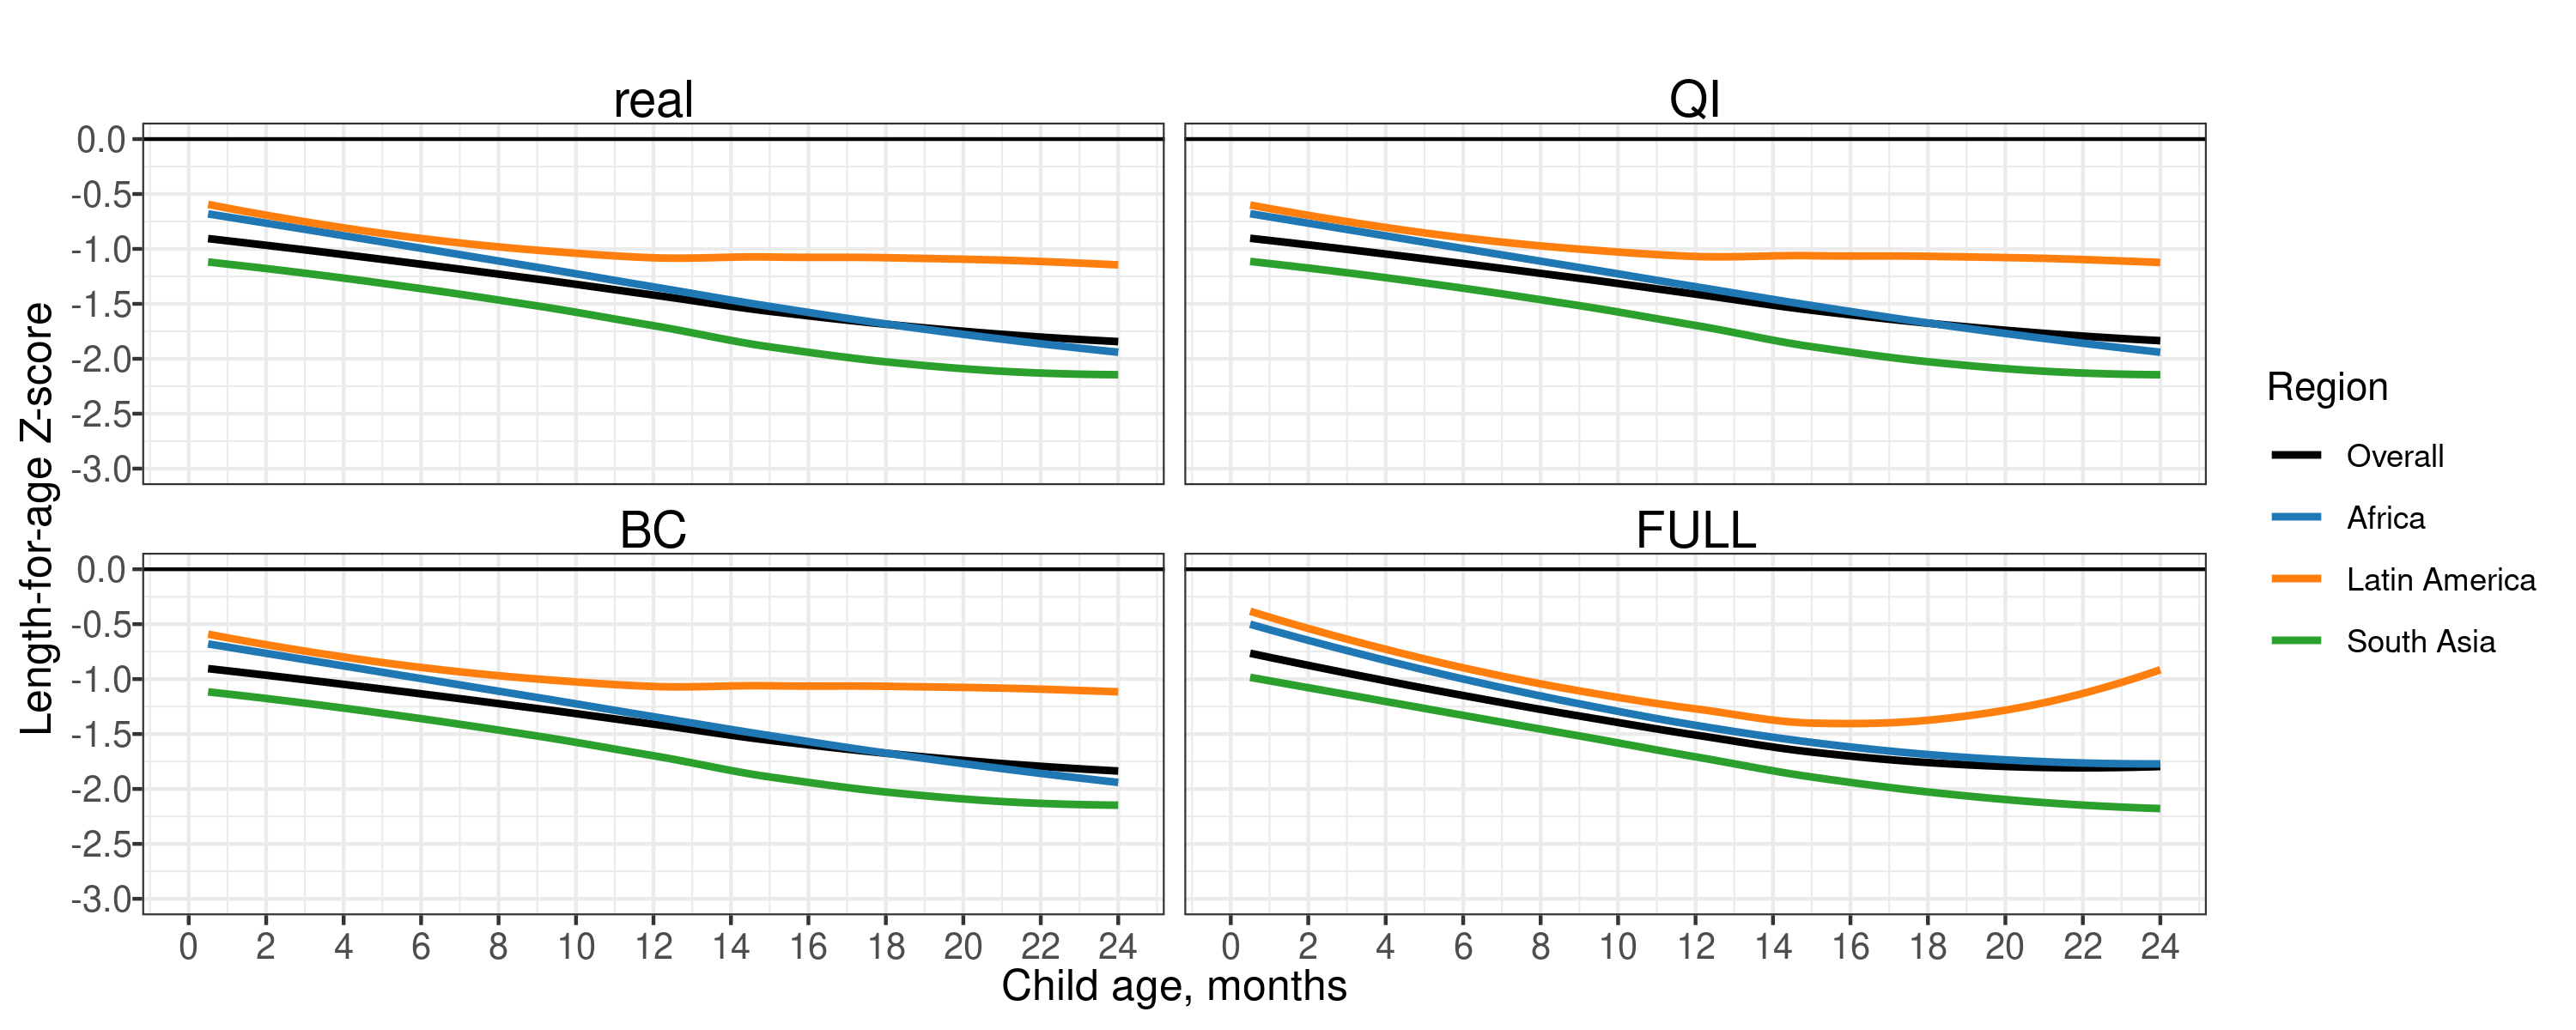 real
QI
0.0
-0.5
-1.0
-1.5
-2.0
-2.5
-3.0
BC
FULL
0.0
-0.5
-1.0
-1.5
-2.0
-2.5
-3.0
0 2 4 6 8 10 12 14 16 18 20 22 24
0 2 4 6 8 10 12 14 16 18 20 22 24
Child age, months
Length-for-age Z-score
Region
Overall
Africa
Latin America
South Asia